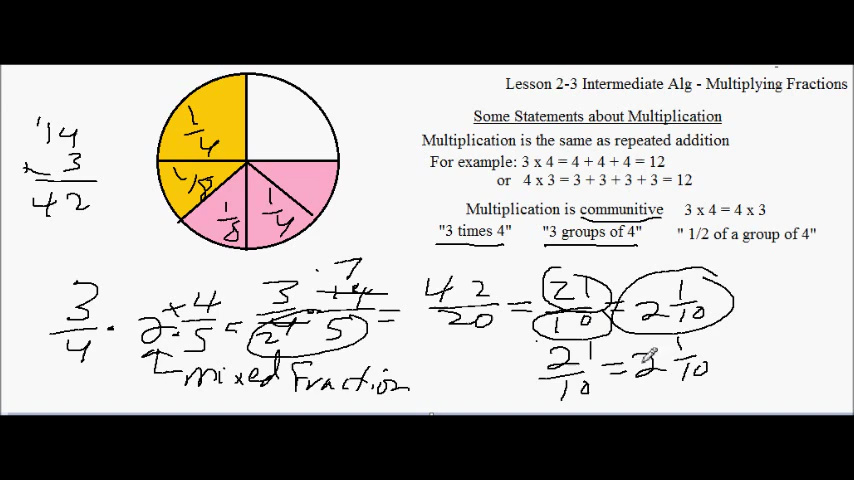 Lesson 2-3 Intermediate Alg - Multiplying Fractions
Some Statements about Multiplication
Multiplication is the same as repeated addition
For example: 3 x 4 = 4 + 4 + 4 = 12
or 4 x 3 = 3 + 3 + 3 + 3 = 12
Multiplication is communitive 3 x 4 = 4 x 3
"3 times 4" "3 groups of 4" " 1/2 of a group of 4"
1/4
1/8
1/8
1/4
14
3
42
3/4 · 2 4/5 = 3/4 · 14/5 = 42/20 = 21/10 = 2 1/10
7
2
21/10 = 2 1/10
mixed Fraction